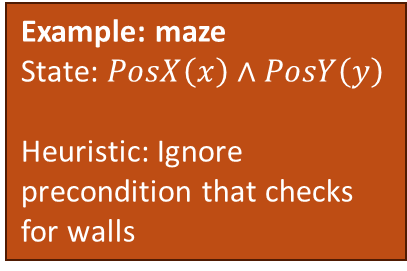 Example: maze
State: PosX(x) ∧ PosY(y)
Heuristic: Ignore
precondition that checks
for walls